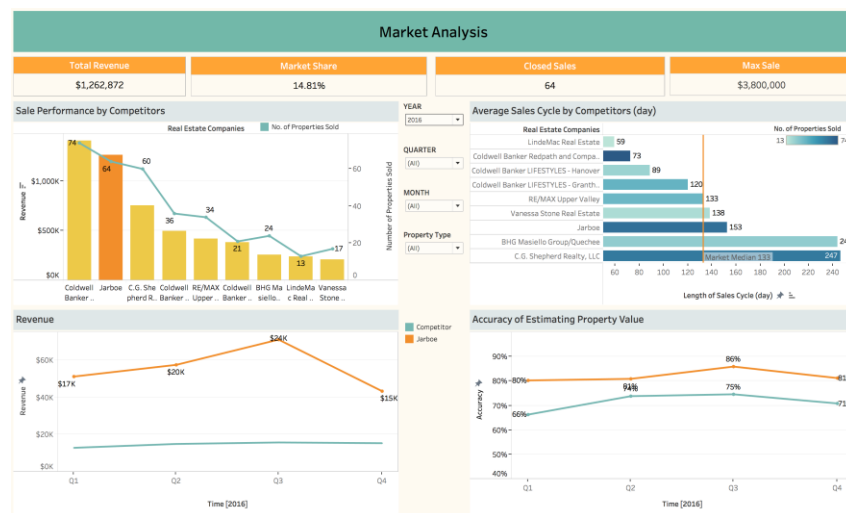 Market Analysis
Total Revenue
$1,262,872
Market Share
14.81%
Closed Sales
64
Max Sale
$3,800,000
Sale Performance by Competitors
Real Estate Companies
No. of Properties Sold
Revenue
$1,000K
$500K
$0K
74
64
60
36
34
21
24
13
17
60
40
20
0
Number of Properties Sold
Coldwell Banker ..
Jarboe
C.G. She pherd R..
Coldwell Banker ..
RE/MAX Upper ..
Coldwell Banker ..
BHG Ma siello..
LindeMa c Real ..
Vanessa Stone ..
YEAR
2016
QUARTER
(All)
MONTH
(All)
Property Type
(All)
Average Sales Cycle by Competitors (day)
Real Estate Companies
No. of Properties Sold
13
LindeMac Real Estate
59
Coldwell Banker Redpath and Compa..
73
Coldwell Banker LIFESTYLES - Hanover
89
Coldwell Banker LIFESTYLES - Granth..
120
RE/MAX Upper Valley
133
Vanessa Stone Real Estate
138
Jarboe
153
BHG Masiello Group/Quechee
C.G. Shepherd Realty, LLC
247
Market Median 133
60 80 100 120 140 160 180 200 220 240
Length of Sales Cycle (day)
Revenue
Revenue
$60K
$40K
$20K
$0K
$17K
$20K
$24K
$15K
Q1 Q2 Q3 Q4
Time [2016]
Competitor
Jarboe
Accuracy of Estimating Property Value
Accuracy
90%
80%
70%
60%
50%
40%
80%
81%
86%
81
66%
74%
75%
71
Q1 Q2 Q3 Q4
Time [2016]